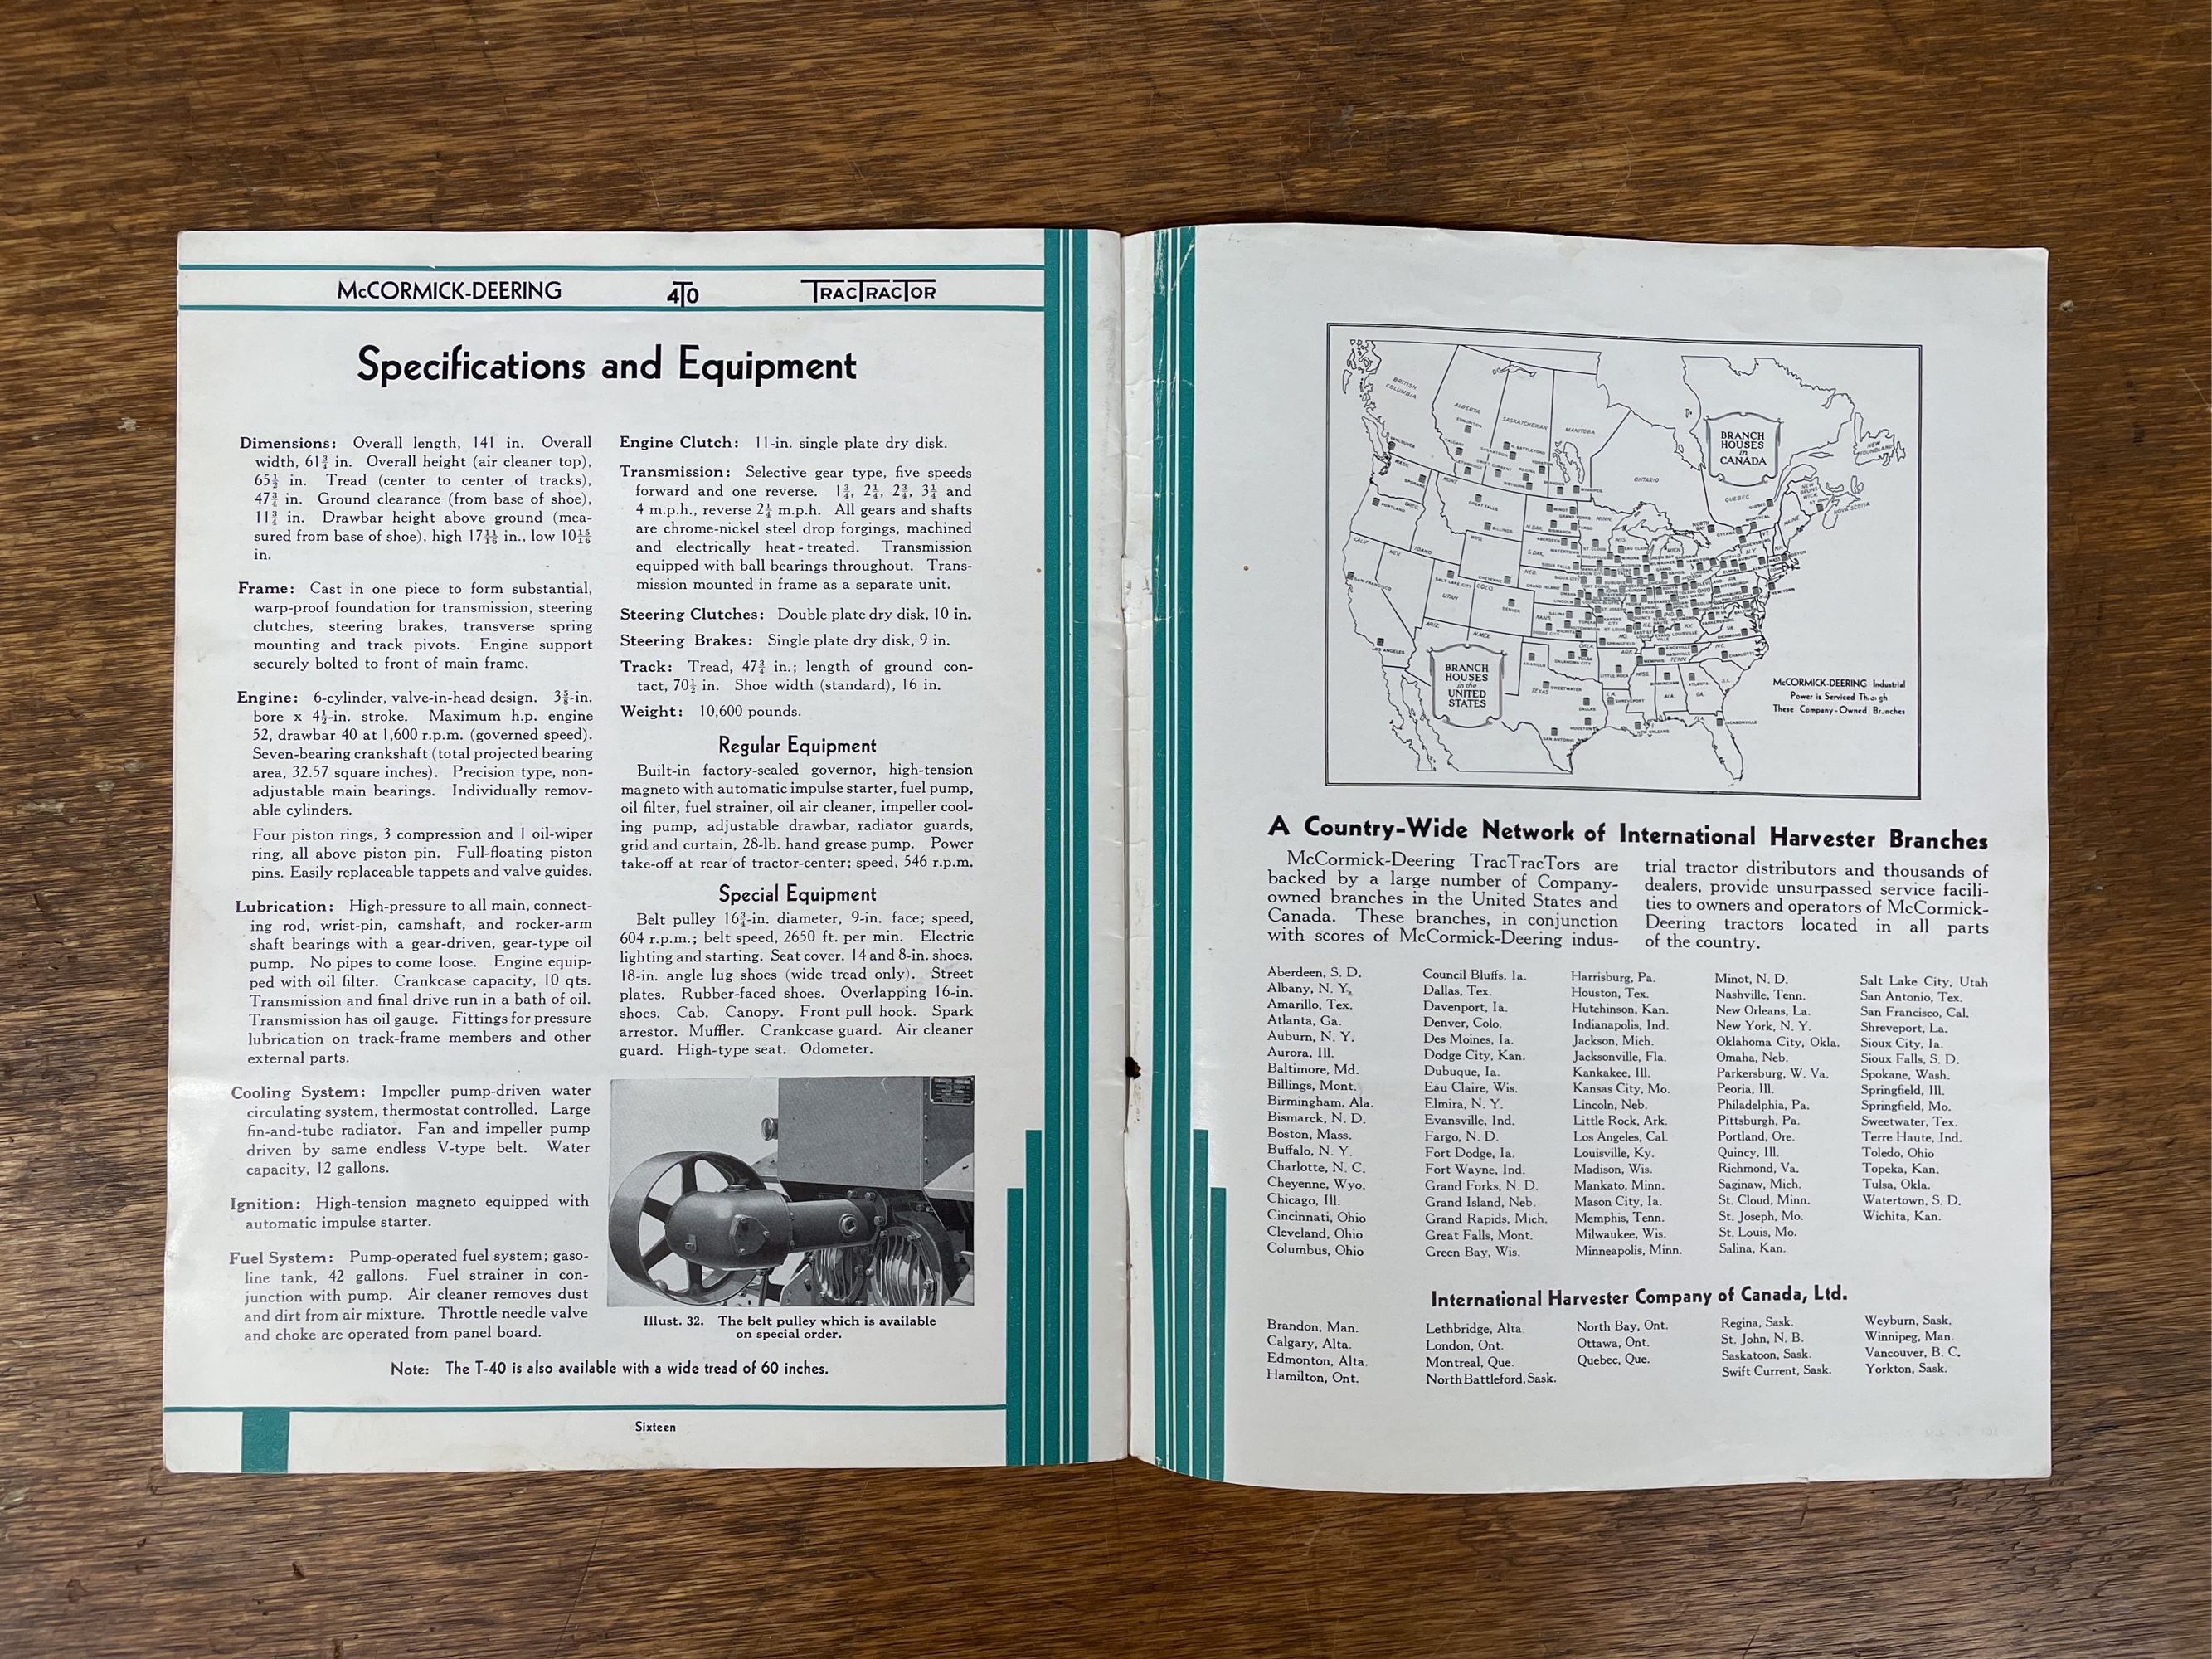 McCORMICK-DEERING 4T0 TRACTRACTOR
Specifications and Equipment
Dimensions: Overall length, 141 in. Overall
width, 61¾ in. Overall height (air cleaner top),
65½ in. Tread (center to center of tracks),
47¾ in. Ground clearance (from base of shoe),
11¾ in. Drawbar height above ground (mea-
sured from base of shoe), high 17 11/16 in., low 10 15/16
in.
Frame: Cast in one piece to form substantial,
warp-proof foundation for transmission, steering
clutches, steering brakes, transverse spring
mounting and track pivots. Engine support
securely bolted to front of main frame.
Engine: 6-cylinder, valve-in-head design. 3⅝-in.
bore x 4½-in. stroke. Maximum h.p. engine
52, drawbar 40 at 1,600 r.p.m. (governed speed).
Seven-bearing crankshaft (total projected bearing
area, 32.57 square inches). Precision type, non-
adjustable main bearings. Individually remov-
able cylinders.
Four piston rings, 3 compression and 1 oil-wiper
ring, all above piston pin. Full-floating piston
pins. Easily replaceable tappets and valve guides.
Lubrication: High-pressure to all main, connect-
ing rod, wrist-pin, camshaft, and rocker-arm
shaft bearings with a gear-driven, gear-type oil
pump. No pipes to come loose. Engine equip-
ped with oil filter. Crankcase capacity, 10 qts.
Transmission and final drive run in a bath of oil.
Transmission has oil gauge. Fittings for pressure
lubrication on track-frame members and other
external parts.
Cooling System: Impeller pump-driven water
circulating system, thermostat controlled. Large
fin-and-tube radiator. Fan and impeller pump
driven by same endless V-type belt. Water
capacity, 12 gallons.
Ignition: High-tension magneto equipped with
automatic impulse starter.
Fuel System: Pump-operated fuel system; gaso-
line tank, 42 gallons. Fuel strainer in con-
junction with pump. Air cleaner removes dust
and dirt from air mixture. Throttle needle valve
and choke are operated from panel board.
Engine Clutch: 11-in. single plate dry disk.
Transmission: Selective gear type, five speeds
forward and one reverse. 1¾, 2¼, 2¾, 3¼ and
4 m.p.h., reverse 2¼ m.p.h. All gears and shafts
are chrome-nickel steel drop forgings, machined
and electrically heat-treated. Transmission
equipped with ball bearings throughout. Trans-
mission mounted in frame as a separate unit.
Steering Clutches: Double plate dry disk, 10 in.
Steering Brakes: Single plate dry disk, 9 in.
Track: Tread, 47¾ in.; length of ground con-
tact, 70½ in. Shoe width (standard), 16 in.
Weight: 10,600 pounds.
Regular Equipment
Built-in factory-sealed governor, high-tension
magneto with automatic impulse starter, fuel pump,
oil filter, fuel strainer, oil air cleaner, impeller cool-
ing pump, adjustable drawbar, radiator guards,
grid and curtain, 28-lb. hand grease pump. Power
take-off at rear of tractor-center; speed, 546 r.p.m.
Special Equipment
Belt pulley 16¾-in. diameter, 9-in. face; speed,
604 r.p.m.; belt speed, 2650 ft. per min. Electric
lighting and starting. Seat cover. 14 and 8-in. shoes.
18-in. angle lug shoes (wide tread only). Street
plates. Rubber-faced shoes. Overlapping 16-in.
shoes. Cab. Canopy. Front pull hook. Spark
arrestor. Muffler. Crankcase guard. Air cleaner
guard. High-type seat. Odometer.
Illust. 32. The belt pulley which is available
on special order.
Note: The T-40 is also available with a wide tread of 60 inches.
Sixteen
BRANCH
HOUSES
in
CANADA
BRITISH
COLUMBIA
ALBERTA
SASKATCHEWAN
MANITOBA
ONTARIO
QUEBEC
NEW
FOUNDLAND
NOVA SCOTIA
BRANCH
HOUSES
in the
UNITED
STATES
McCORMICK-DEERING Industrial
Power is Serviced Through
These Company-Owned Branches
A Country-Wide Network of International Harvester Branches
McCormick-Deering TracTracTors are
backed by a large number of Company-
owned branches in the United States and
Canada. These branches, in conjunction
with scores of McCormick-Deering indus-
trial tractor distributors and thousands of
dealers, provide unsurpassed service facili-
ties to owners and operators of McCormick-
Deering tractors located in all parts
of the country.
Aberdeen, S. D.
Albany, N. Y.
Amarillo, Tex.
Atlanta, Ga.
Auburn, N. Y.
Aurora, Ill.
Baltimore, Md.
Billings, Mont.
Birmingham, Ala.
Bismarck, N. D.
Boston, Mass.
Buffalo, N. Y.
Charlotte, N. C.
Cheyenne, Wyo.
Chicago, Ill.
Cincinnati, Ohio
Cleveland, Ohio
Columbus, Ohio
Council Bluffs, Ia.
Dallas, Tex.
Davenport, Ia.
Denver, Colo.
Des Moines, Ia.
Dodge City, Kan.
Dubuque, Ia.
Eau Claire, Wis.
Elmira, N. Y.
Evansville, Ind.
Fargo, N. D.
Fort Dodge, Ia.
Fort Wayne, Ind.
Grand Forks, N. D.
Grand Island, Neb.
Grand Rapids, Mich.
Great Falls, Mont.
Green Bay, Wis.
Harrisburg, Pa.
Houston, Tex.
Hutchinson, Kan.
Indianapolis, Ind.
Jackson, Mich.
Jacksonville, Fla.
Kankakee, Ill.
Kansas City, Mo.
Lincoln, Neb.
Little Rock, Ark.
Los Angeles, Cal.
Louisville, Ky.
Madison, Wis.
Mankato, Minn.
Mason City, Ia.
Memphis, Tenn.
Milwaukee, Wis.
Minneapolis, Minn.
Minot, N. D.
Nashville, Tenn.
New Orleans, La.
New York, N. Y.
Oklahoma City, Okla.
Omaha, Neb.
Parkersburg, W. Va.
Peoria, Ill.
Philadelphia, Pa.
Pittsburgh, Pa.
Portland, Ore.
Quincy, Ill.
Richmond, Va.
Saginaw, Mich.
St. Cloud, Minn.
St. Joseph, Mo.
St. Louis, Mo.
Salina, Kan.
Salt Lake City, Utah
San Antonio, Tex.
San Francisco, Cal.
Shreveport, La.
Sioux City, Ia.
Sioux Falls, S. D.
Spokane, Wash.
Springfield, Ill.
Springfield, Mo.
Sweetwater, Tex.
Terre Haute, Ind.
Toledo, Ohio
Topeka, Kan.
Tulsa, Okla.
Watertown, S. D.
Wichita, Kan.
International Harvester Company of Canada, Ltd.
Brandon, Man.
Calgary, Alta.
Edmonton, Alta.
Hamilton, Ont.
Lethbridge, Alta.
London, Ont.
Montreal, Que.
North Battleford, Sask.
North Bay, Ont.
Ottawa, Ont.
Quebec, Que.
Regina, Sask.
St. John, N. B.
Saskatoon, Sask.
Swift Current, Sask.
Weyburn, Sask.
Winnipeg, Man.
Vancouver, B. C.
Yorkton, Sask.